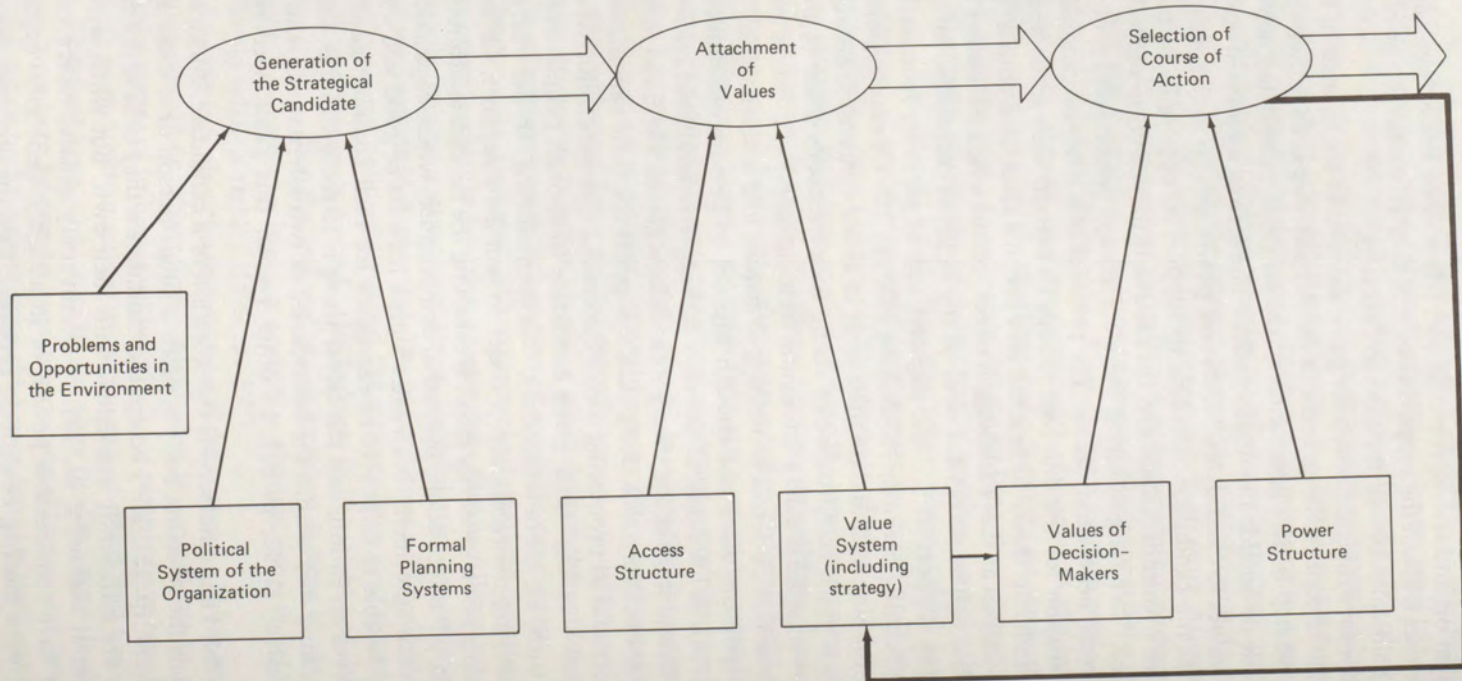 Generation of
the Strategical
Candidate
Attachment
of
Values
Selection of
Course of
Action
Problems and
Opportunities in
the Environment
Political
System of the
Organization
Formal
Planning
Systems
Access
Structure
Value
System
(including
strategy)
Values of
Decision-
Makers
Power
Structure